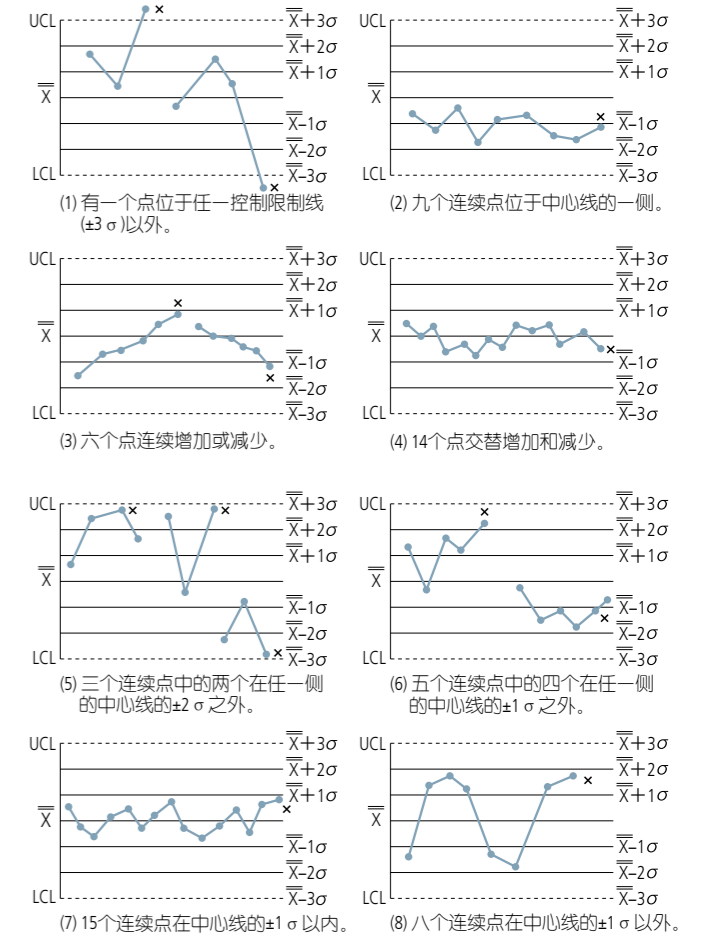 UCL X̿+3σ
X̿+2σ
X̿+1σ
X̿
X̿–1σ
X̿–2σ
LCL X̿–3σ
(1) 有一个点位于任一控制限制线
(±3 σ)以外。
UCL X̿+3σ
X̿+2σ
X̿+1σ
X̿
X̿–1σ
X̿–2σ
LCL X̿–3σ
(2) 九个连续点位于中心线的一侧。
UCL X̿+3σ
X̿+2σ
X̿+1σ
X̿
X̿–1σ
X̿–2σ
LCL X̿–3σ
(3) 六个点连续增加或减少。
UCL X̿+3σ
X̿+2σ
X̿+1σ
X̿
X̿–1σ
X̿–2σ
LCL X̿–3σ
(4) 14个点交替增加和减少。
UCL X̿+3σ
X̿+2σ
X̿+1σ
X̿
X̿–1σ
X̿–2σ
LCL X̿–3σ
(5) 三个连续点中的两个在任一侧
的中心线的±2 σ 之外。
UCL X̿+3σ
X̿+2σ
X̿+1σ
X̿
X̿–1σ
X̿–2σ
LCL X̿–3σ
(6) 五个连续点中的四个在任一侧
的中心线的±1 σ 之外。
UCL X̿+3σ
X̿+2σ
X̿+1σ
X̿
X̿–1σ
X̿–2σ
LCL X̿–3σ
(7) 15个连续点在中心线的±1 σ 以内。
UCL X̿+3σ
X̿+2σ
X̿+1σ
X̿
X̿–1σ
X̿–2σ
LCL X̿–3σ
(8) 八个连续点在中心线的±1 σ 以外。